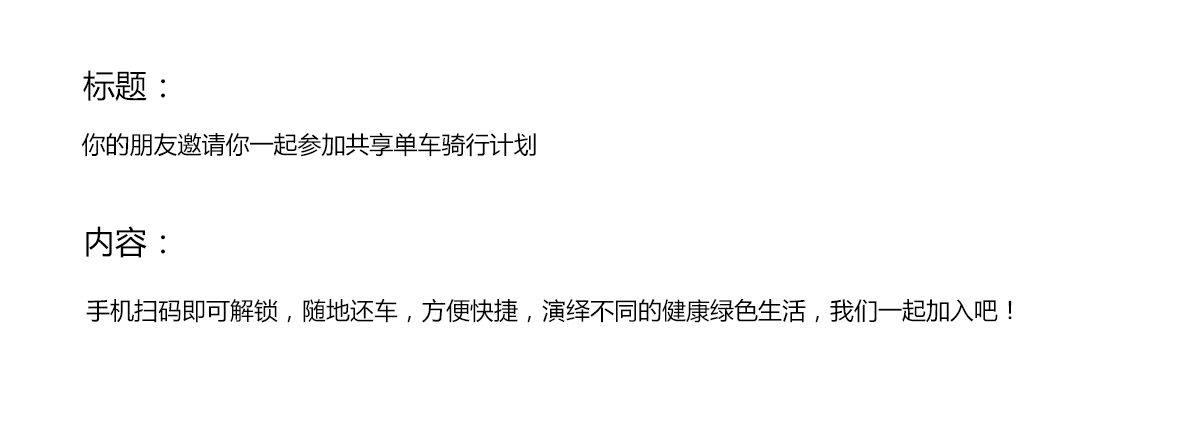 标题：
你的朋友邀请你一起参加共享单车骑行计划
内容：
手机扫码即可解锁，随地还车，方便快捷，演绎不同的健康绿色生活，我们一起加入吧！